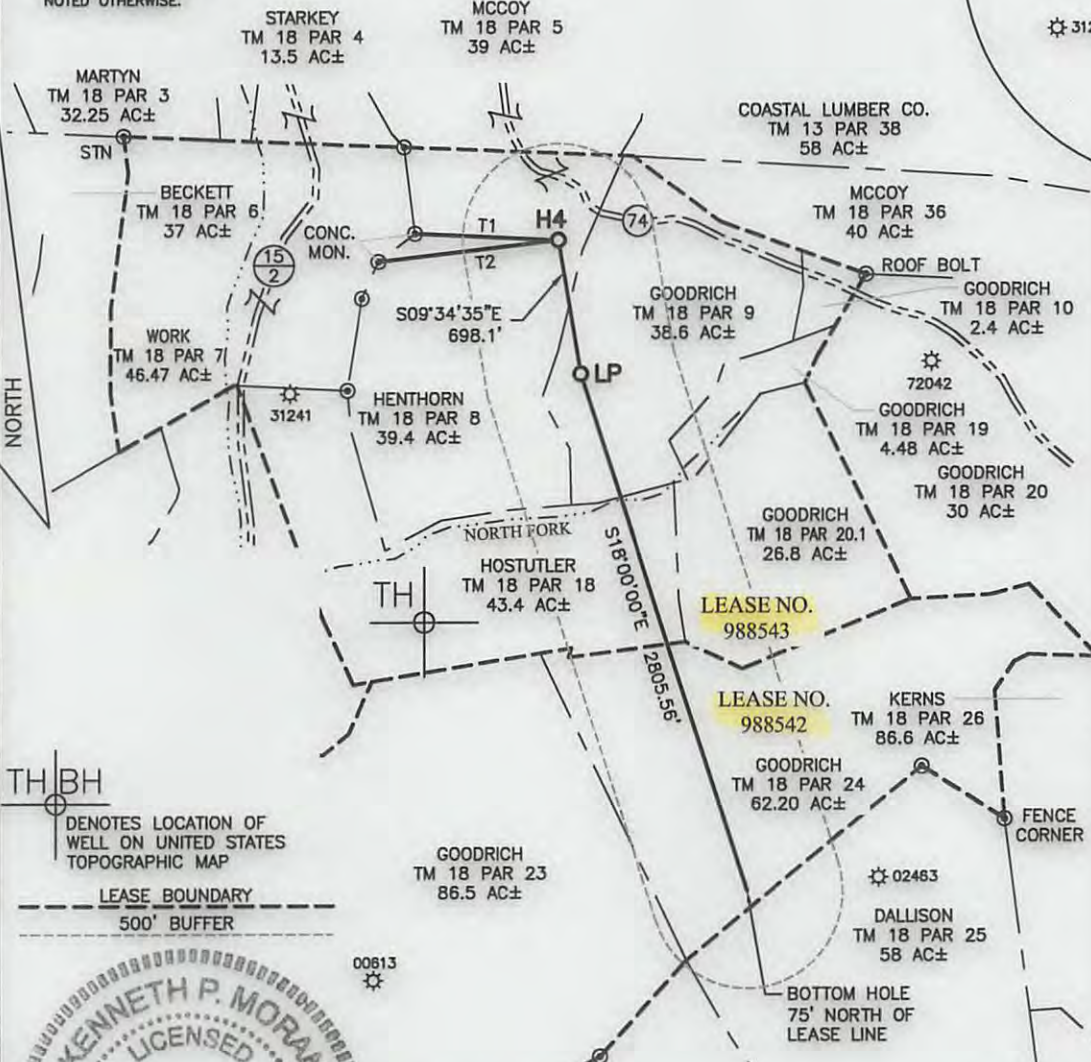 NOTED OTHERWISE.
STARKEY
TM 18 PAR 4
13.5 AC±
MCCOY
TM 18 PAR 5
39 AC±
312
MARTYN
TM 18 PAR 3
32.25 AC±
STN
COASTAL LUMBER CO.
TM 13 PAR 38
58 AC±
BECKETT
TM 18 PAR 6
37 AC±
CONC.
MON.
T1
T2
H4
74
MCCOY
TM 18 PAR 36
40 AC±
15
2
ROOF BOLT
S09°34'35"E
698.1'
GOODRICH
TM 18 PAR 9
38.6 AC±
GOODRICH
TM 18 PAR 10
2.4 AC±
WORK
TM 18 PAR 7
46.47 AC±
LP
72042
NORTH
31241
HENTHORN
TM 18 PAR 8
39.4 AC±
GOODRICH
TM 18 PAR 19
4.48 AC±
GOODRICH
TM 18 PAR 20
30 AC±
NORTH FORK
GOODRICH
TM 18 PAR 20.1
26.8 AC±
S18°00'00"E 2805.56'
HOSTUTLER
TM 18 PAR 18
43.4 AC±
TH
LEASE NO.
988543
LEASE NO.
988542
KERNS
TM 18 PAR 26
86.6 AC±
GOODRICH
TM 18 PAR 24
62.20 AC±
TH BH
DENOTES LOCATION OF
WELL ON UNITED STATES
TOPOGRAPHIC MAP
FENCE
CORNER
LEASE BOUNDARY
500' BUFFER
GOODRICH
TM 18 PAR 23
86.5 AC±
02463
DALLISON
TM 18 PAR 25
58 AC±
00613
BOTTOM HOLE
75' NORTH OF
LEASE LINE
KENNETH P. MORA
LICENSED